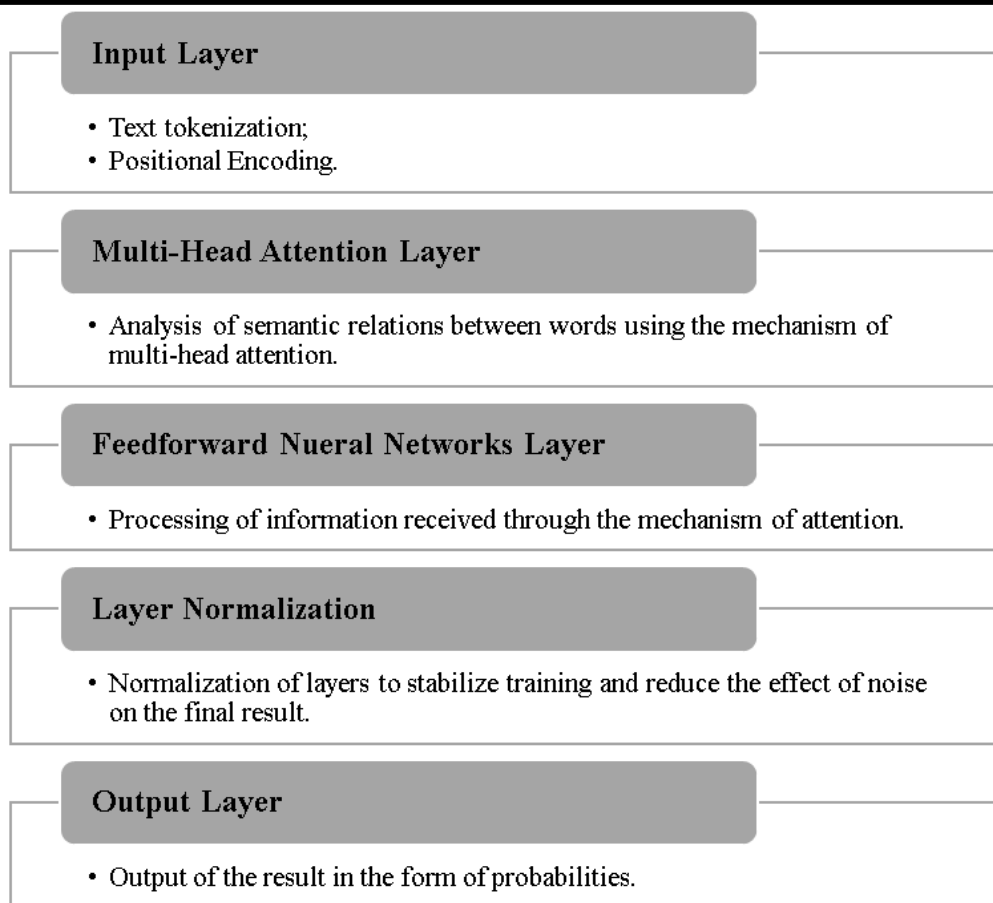 Input Layer
• Text tokenization;
• Positional Encoding.
Multi-Head Attention Layer
• Analysis of semantic relations between words using the mechanism of
multi-head attention.
Feedforward Nueral Networks Layer
• Processing of information received through the mechanism of attention.
Layer Normalization
• Normalization of layers to stabilize training and reduce the effect of noise
on the final result.
Output Layer
• Output of the result in the form of probabilities.